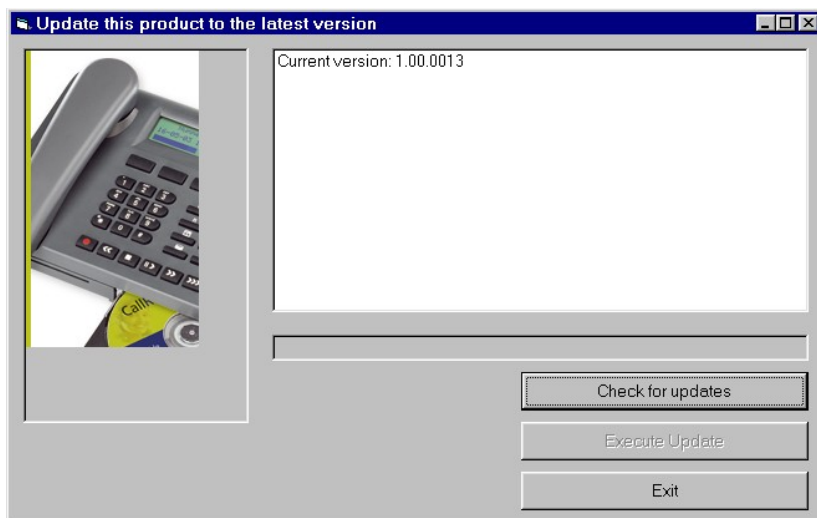 Update this product to the latest version
Current version: 1.00.0013
Check for updates
Execute Update
Exit